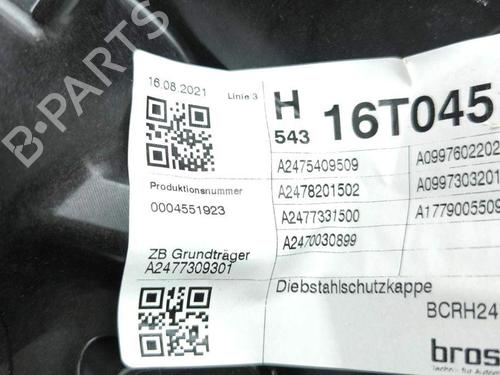 B-PARTS
16.08.2021
Linie 3
H
543
16T045
A2475409509
A0997602202
A2478201502
A0997303201
A2477331500
A1779005509
A2470030899
Produktionsnummer
0004551923
ZB Grundträger
A2477309301
Diebstahlschutzkappe
BCRH24
bros